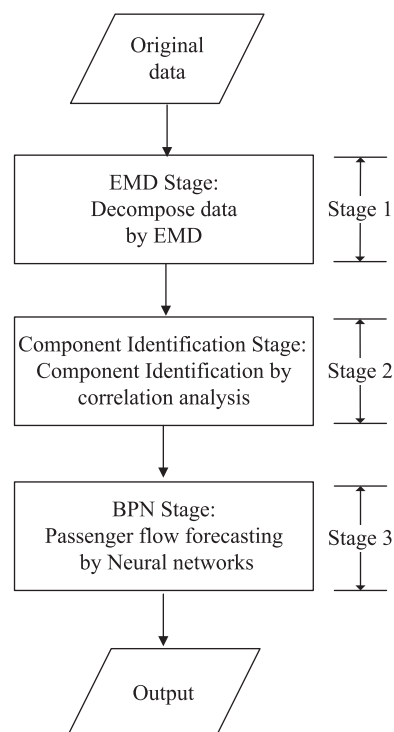 Original
data
EMD Stage:
Decompose data
by EMD
Stage 1
Component Identification Stage:
Component Identification by
correlation analysis
Stage 2
BPN Stage:
Passenger flow forecasting
by Neural networks
Stage 3
Output